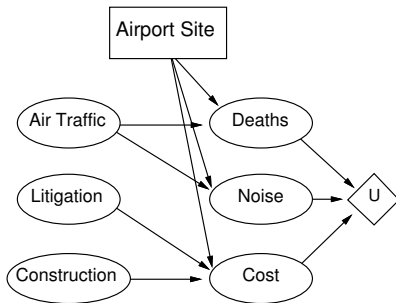 Airport Site
Air Traffic
Deaths
Litigation
Noise
U
Construction
Cost